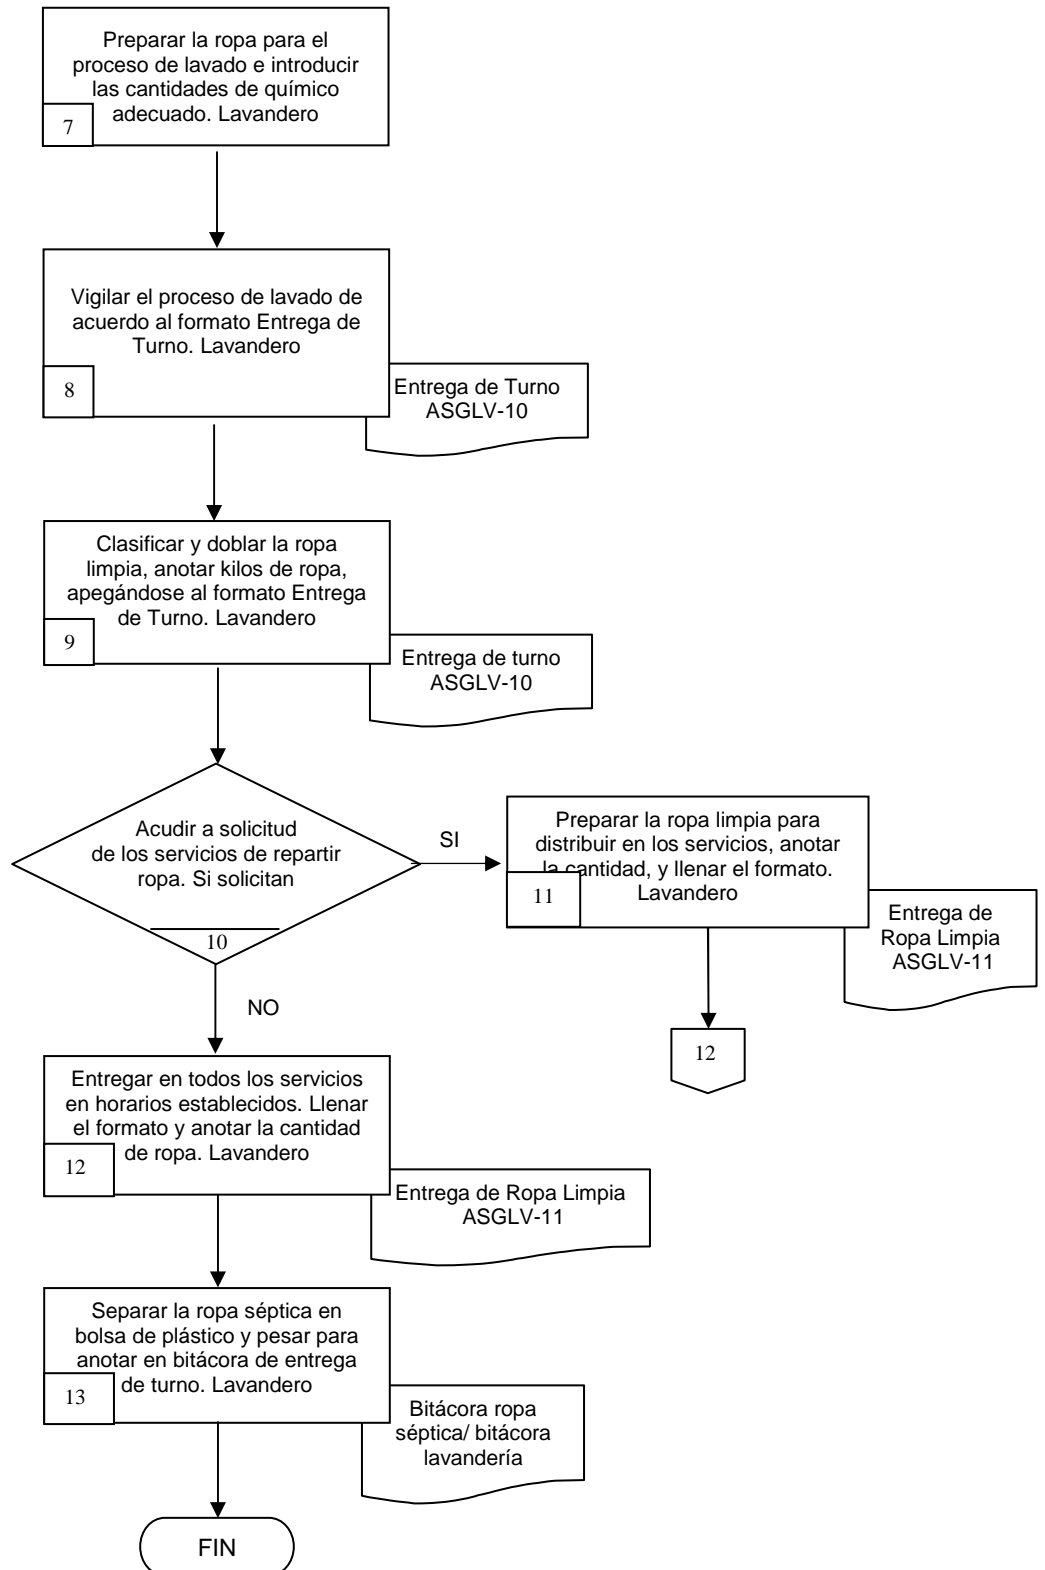 Preparar la ropa para el
proceso de lavado e introducir
las cantidades de químico
adecuado. Lavandero
7
Vigilar el proceso de lavado de
acuerdo al formato Entrega de
Turno. Lavandero
8
Entrega de Turno
ASGLV-10
Clasificar y doblar la ropa
limpia, anotar kilos de ropa,
apegándose al formato Entrega
de Turno. Lavandero
9
Entrega de turno
ASGLV-10
Acudir a solicitud
de los servicios de repartir
ropa. Si solicitan
10
SI
Preparar la ropa limpia para
distribuir en los servicios, anotar
la cantidad, y llenar el formato.
Lavandero
11
Entrega de
Ropa Limpia
ASGLV-11
12
NO
Entregar en todos los servicios
en horarios establecidos. Llenar
el formato y anotar la cantidad
de ropa. Lavandero
12
Entrega de Ropa Limpia
ASGLV-11
Separar la ropa séptica en
bolsa de plástico y pesar para
anotar en bitácora de entrega
de turno. Lavandero
13
Bitácora ropa
séptica/ bitácora
lavandería
FIN